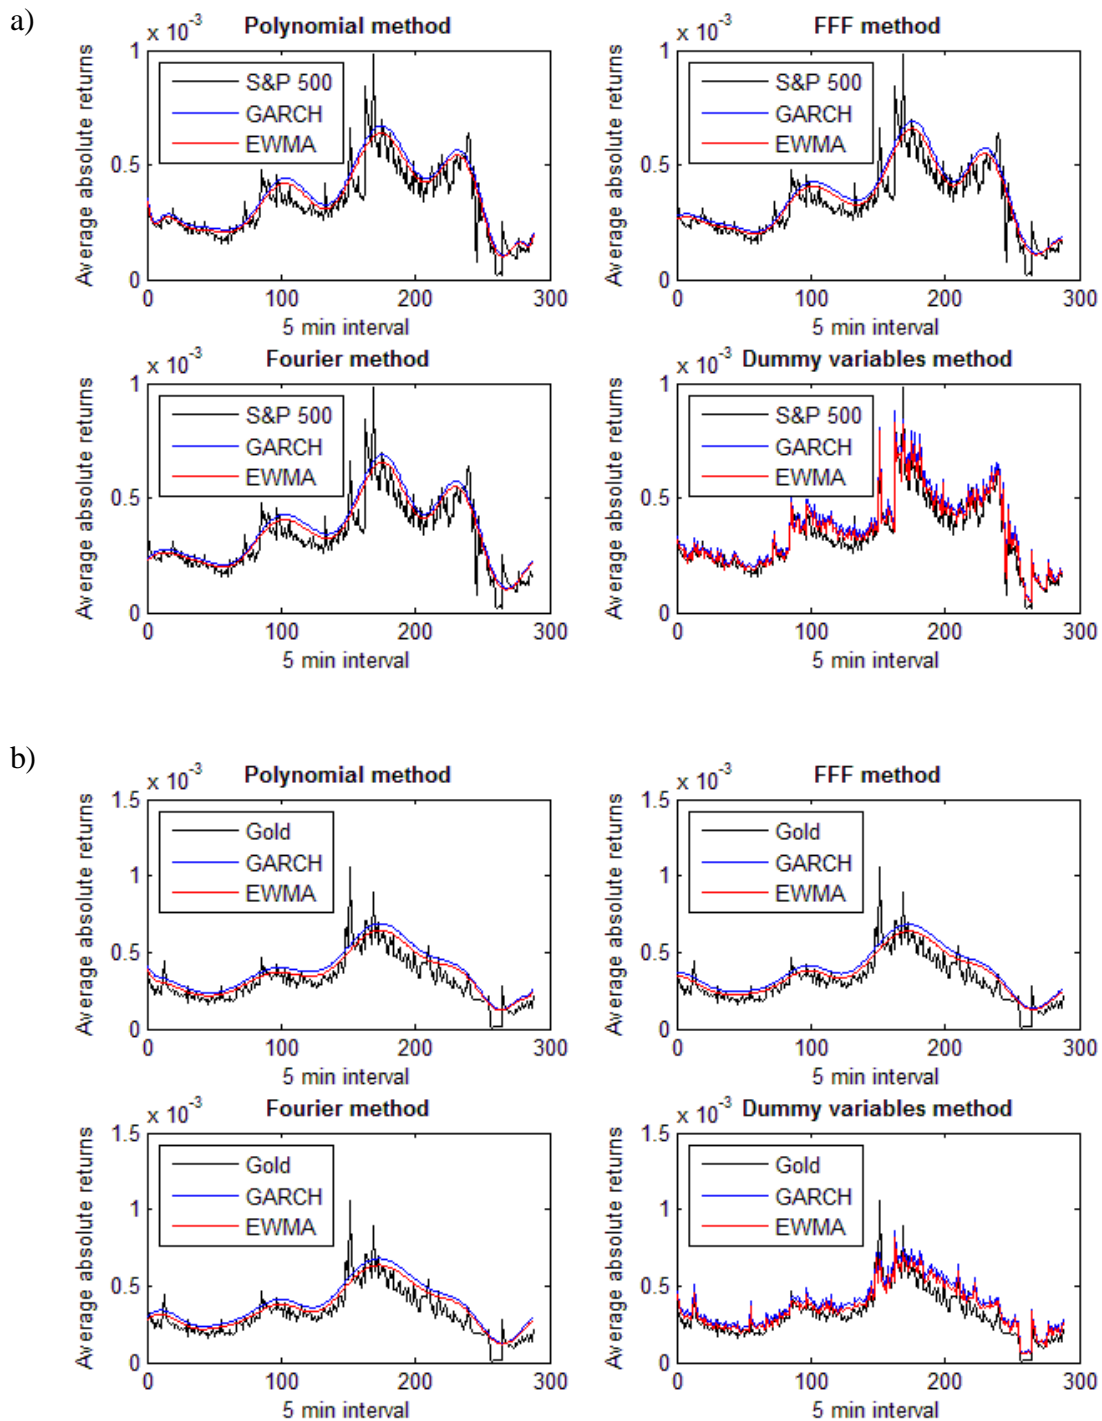 a)
x 10-3
Polynomial method
Average absolute returns
1
0.5
0
S&P 500
GARCH
EWMA
0 100 200 300
5 min interval
x 10-3
FFF method
Average absolute returns
1
0.5
0
S&P 500
GARCH
EWMA
0 100 200 300
5 min interval
x 10-3
Fourier method
Average absolute returns
1
0.5
0
S&P 500
GARCH
EWMA
0 100 200 300
5 min interval
x 10-3
Dummy variables method
Average absolute returns
1
0.5
0
S&P 500
GARCH
EWMA
0 100 200 300
5 min interval
b)
x 10-3
Polynomial method
Average absolute returns
1.5
1
0.5
0
Gold
GARCH
EWMA
0 100 200 300
5 min interval
x 10-3
FFF method
Average absolute returns
1.5
1
0.5
0
Gold
GARCH
EWMA
0 100 200 300
5 min interval
x 10-3
Fourier method
Average absolute returns
1.5
1
0.5
0
Gold
GARCH
EWMA
0 100 200 300
5 min interval
x 10-3
Dummy variables method
Average absolute returns
1.5
1
0.5
0
Gold
GARCH
EWMA
0 100 200 300
5 min interval